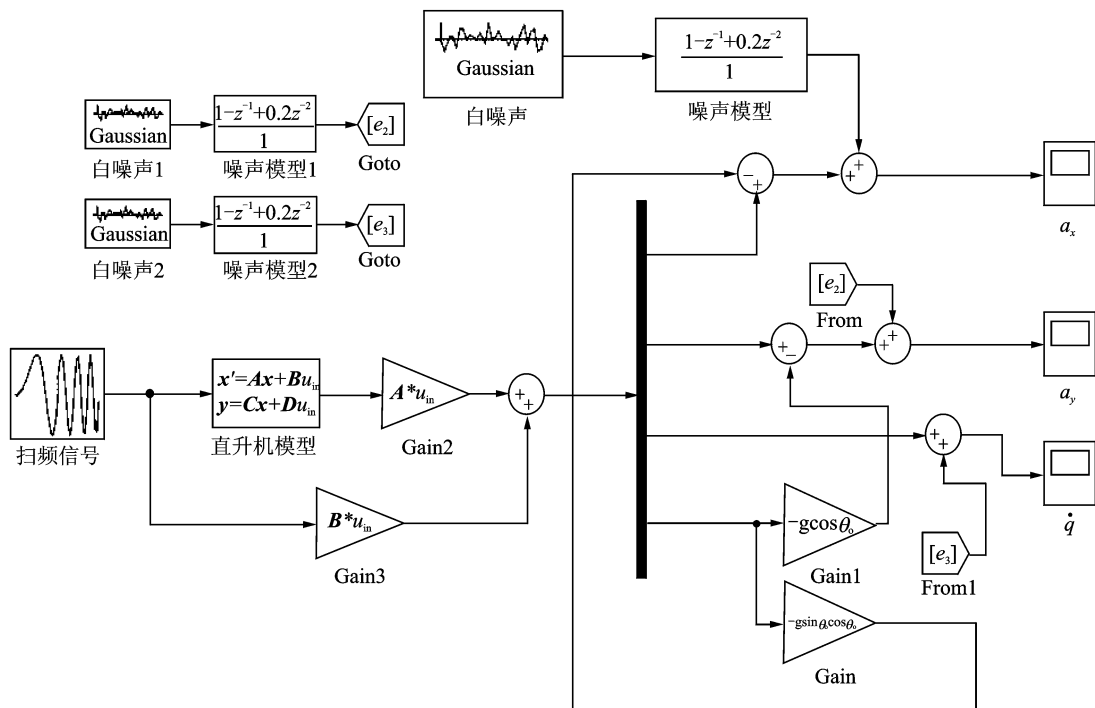 Gaussian
白噪声
1−z⁻¹+0.2z⁻²
1
噪声模型
Gaussian
白噪声1
1−z⁻¹+0.2z⁻²
1
噪声模型1
[e₂]
Goto
Gaussian
白噪声2
1−z⁻¹+0.2z⁻²
1
噪声模型2
[e₃]
Goto
− +
+ +
aₓ
[e₂]
From
+ −
+ +
a_y
扫频信号
x'=Ax+Bu_in
y=Cx+Du_in
直升机模型
A*u_in
Gain2
+ +
B*u_in
Gain3
+ +
q̇
[e₃]
From1
−gcosθ₀
Gain1
−gsinθ₀cosθ₀
Gain